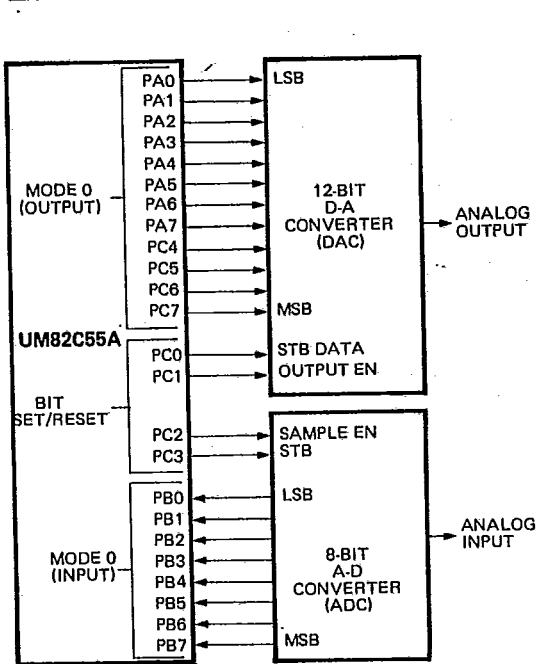 PA0
LSB
PA1
PA2
PA3
PA4
PA5
PA6
PA7
PC4
PC5
PC6
PC7
MSB
MODE 0
(OUTPUT)
12-BIT
D-A
CONVERTER
(DAC)
ANALOG
OUTPUT
UM82C55A
PC0
STB DATA
PC1
OUTPUT EN
BIT
SET/RESET
PC2
SAMPLE EN
PC3
STB
PB0
LSB
PB1
PB2
PB3
PB4
PB5
PB6
PB7
MSB
MODE 0
(INPUT)
8-BIT
A-D
CONVERTER
(ADC)
ANALOG
INPUT